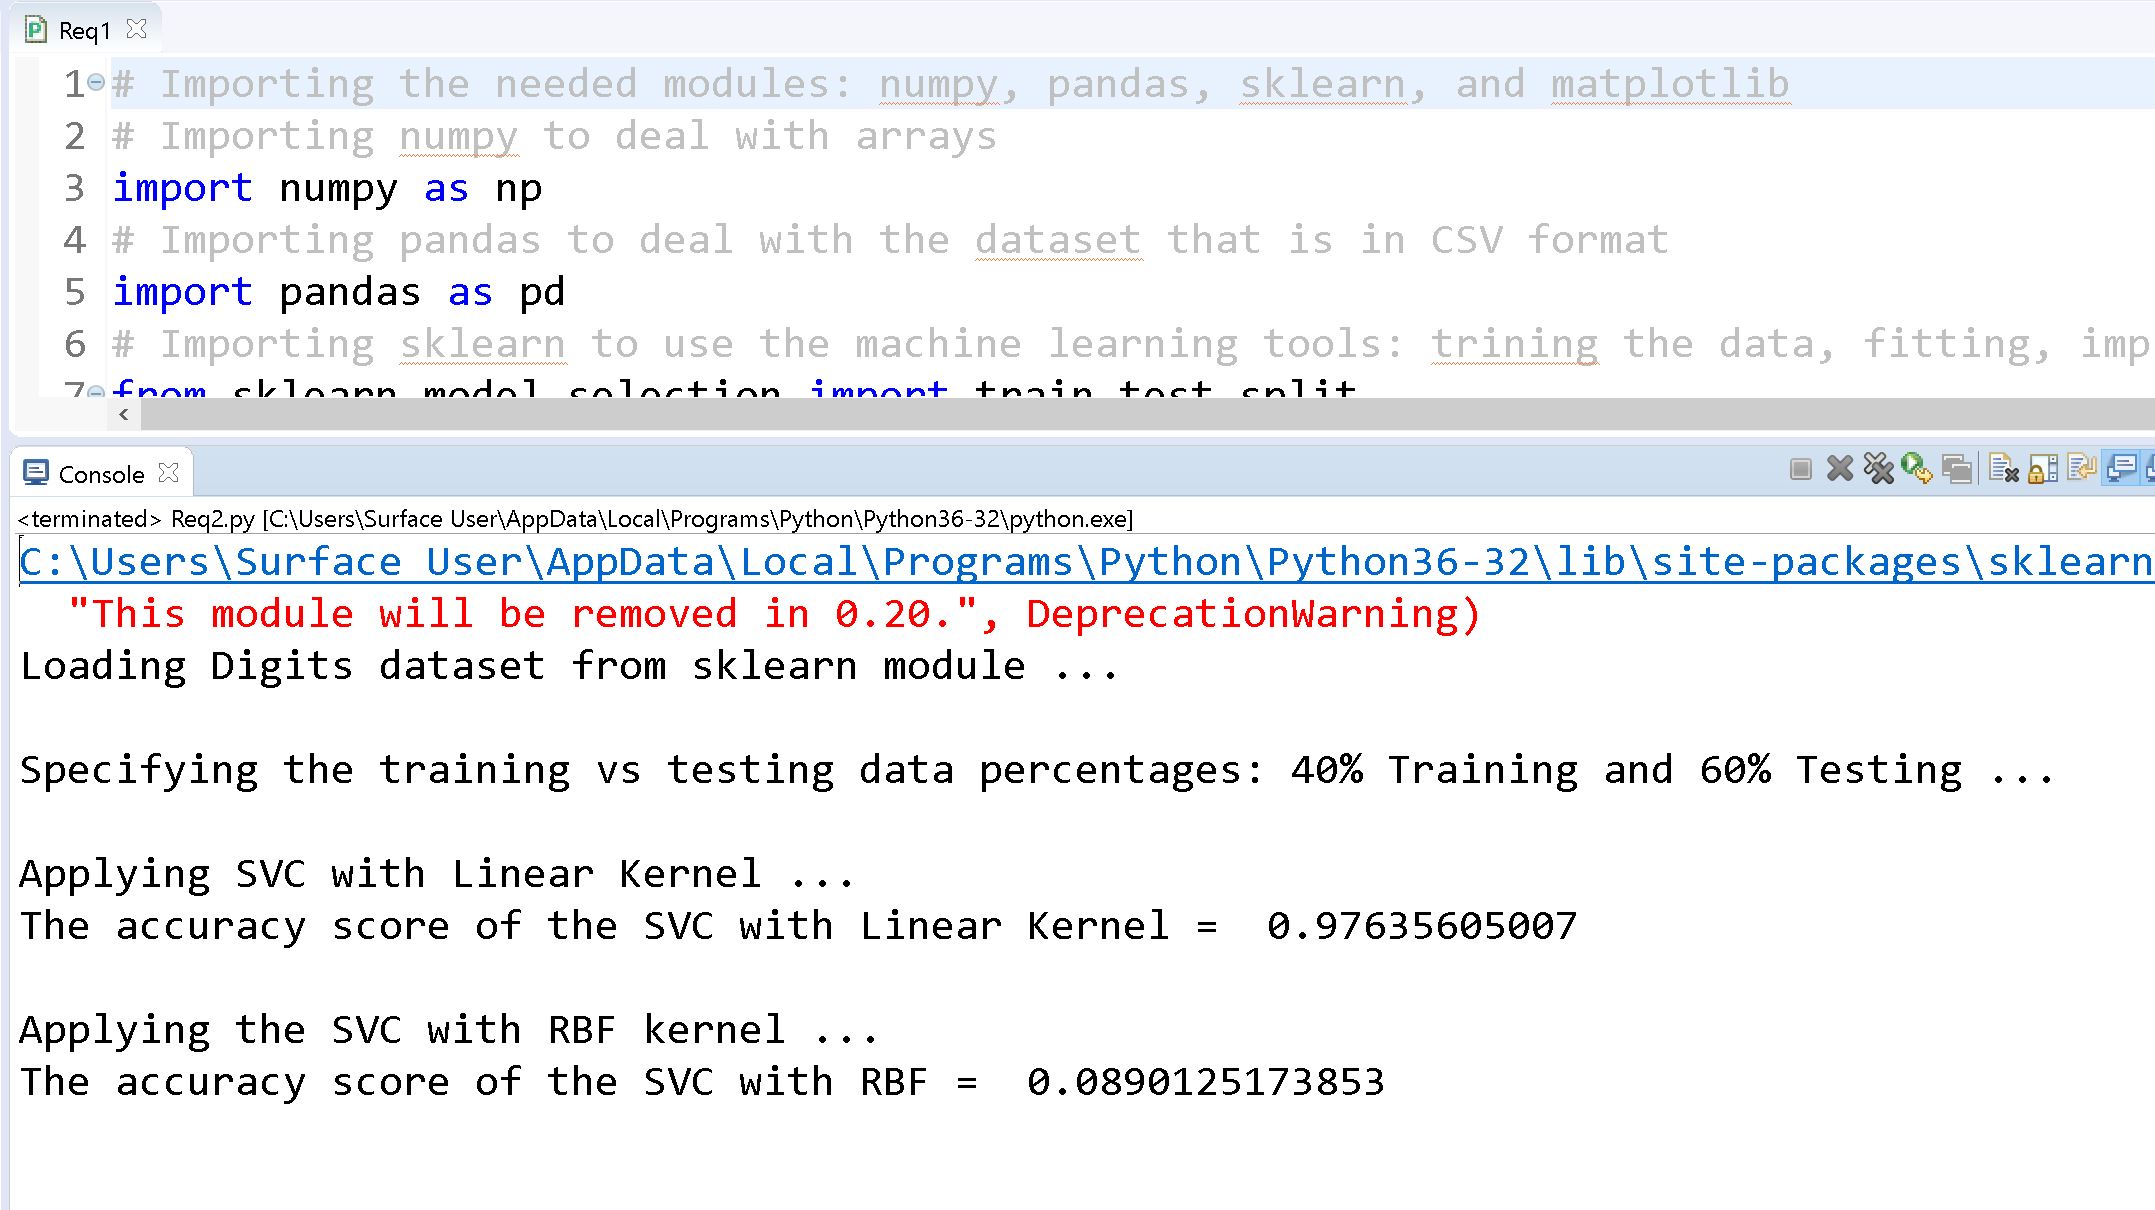 Req1
1 # Importing the needed modules: numpy, pandas, sklearn, and matplotlib
2 # Importing numpy to deal with arrays
3 import numpy as np
4 # Importing pandas to deal with the dataset that is in CSV format
5 import pandas as pd
6 # Importing sklearn to use the machine learning tools: trining the data, fitting, imp
7 from sklearn.model_selection import train_test_split
Console
<terminated> Req2.py [C:\Users\Surface User\AppData\Local\Programs\Python\Python36-32\python.exe]
C:\Users\Surface User\AppData\Local\Programs\Python\Python36-32\lib\site-packages\sklearn
"This module will be removed in 0.20.", DeprecationWarning)
Loading Digits dataset from sklearn module ...
Specifying the training vs testing data percentages: 40% Training and 60% Testing ...
Applying SVC with Linear Kernel ...
The accuracy score of the SVC with Linear Kernel =  0.97635605007
Applying the SVC with RBF kernel ...
The accuracy score of the SVC with RBF =  0.0890125173853